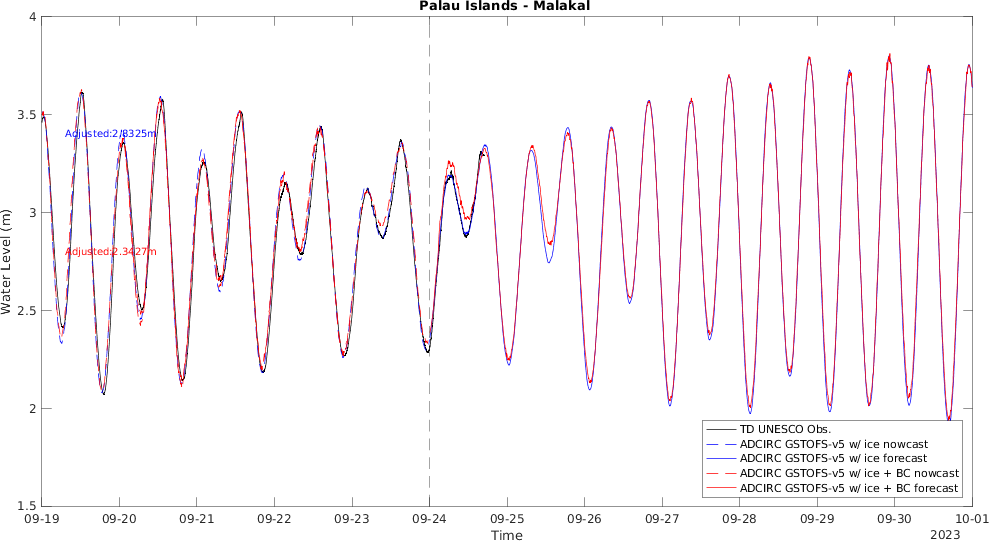 Palau Islands - Malakal
Water Level (m)
4
3.5
3
2.5
2
1.5
Adjusted:2.8325m
Adjusted:2.3427m
TD UNESCO Obs.
ADCIRC GSTOFS-v5 w/ ice nowcast
ADCIRC GSTOFS-v5 w/ ice forecast
ADCIRC GSTOFS-v5 w/ ice + BC nowcast
ADCIRC GSTOFS-v5 w/ ice + BC forecast
09-19 09-20 09-21 09-22 09-23 09-24 09-25 09-26 09-27 09-28 09-29 09-30 10-01
2023
Time